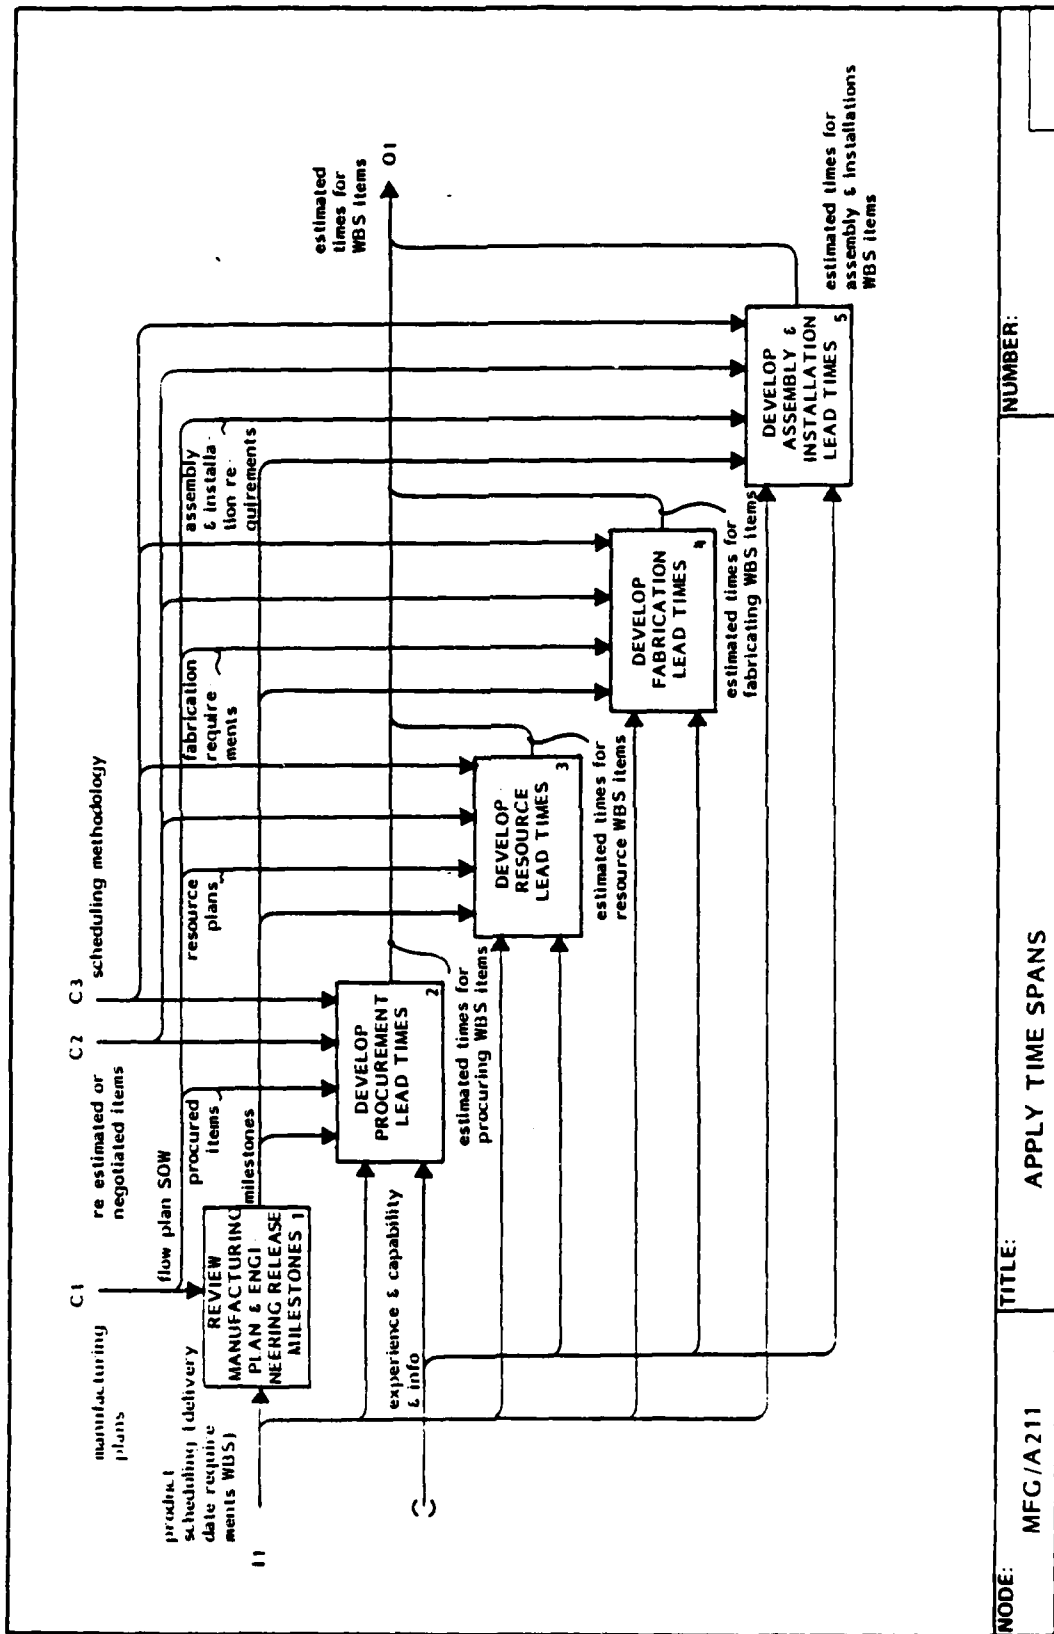 C1
manufacturing
plans
C2
re estimated or
negotiated items
C3
scheduling methodology
product
scheduling (delivery
date require
ments WBS)
I1
flow plan SOW
REVIEW
MANUFACTURING
PLAN & ENGI
NEERING RELEASE
MILESTONES 1
milestones
procured
items
resource
plans
fabrication
require
ments
assembly
& installa
tion re
quirements
estimated
times for
WBS items
O1
experience & capability
& info
DEVELOP
PROCUREMENT
LEAD TIMES
2
estimated times for
procuring WBS items
DEVELOP
RESOURCE
LEAD TIMES
3
estimated times for
resource WBS items
DEVELOP
FABRICATION
LEAD TIMES
4
estimated times for
fabricating WBS items
DEVELOP
ASSEMBLY &
INSTALLATION
LEAD TIMES 5
estimated times for
assembly & installations
WBS items
NODE:
MFG/A211
TITLE:
APPLY TIME SPANS
NUMBER: